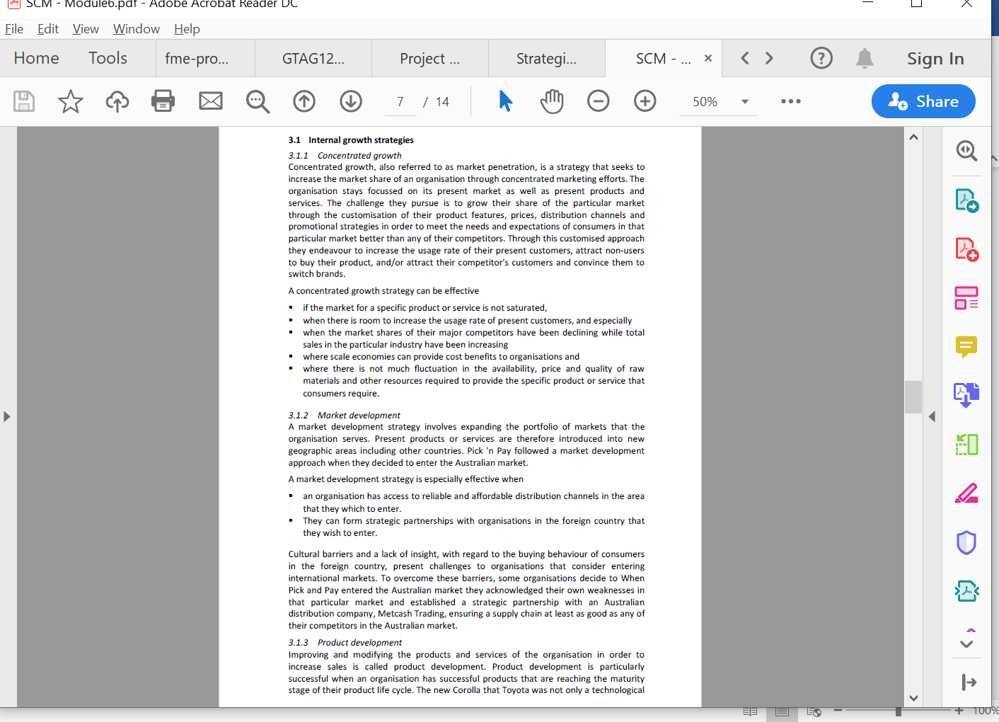 SCM - Module6.pdf - Adobe Acrobat Reader DC
File Edit View Window Help
Home Tools fme-pro... GTAG12... Project ... Strategi... SCM - ... × ? Sign In
7 / 14 50% Share
3.1 Internal growth strategies
3.1.1 Concentrated growth
Concentrated growth, also referred to as market penetration, is a strategy that seeks to
increase the market share of an organisation through concentrated marketing efforts. The
organisation stays focussed on its present market as well as present products and
services. The challenge they pursue is to grow their share of the particular market
through the customisation of their product features, prices, distribution channels and
promotional strategies in order to meet the needs and expectations of consumers in that
particular market better than any of their competitors. Through this customised approach
they endeavour to increase the usage rate of their present customers, attract non-users
to buy their product, and/or attract their competitor's customers and convince them to
switch brands.
A concentrated growth strategy can be effective
▪ if the market for a specific product or service is not saturated,
▪ when there is room to increase the usage rate of present customers, and especially
▪ when the market shares of their major competitors have been declining while total
sales in the particular industry have been increasing
▪ where scale economies can provide cost benefits to organisations and
▪ where there is not much fluctuation in the availability, price and quality of raw
materials and other resources required to provide the specific product or service that
consumers require.
3.1.2 Market development
A market development strategy involves expanding the portfolio of markets that the
organisation serves. Present products or services are therefore introduced into new
geographic areas including other countries. Pick 'n Pay followed a market development
approach when they decided to enter the Australian market.
A market development strategy is especially effective when
▪ an organisation has access to reliable and affordable distribution channels in the area
that they which to enter.
▪ They can form strategic partnerships with organisations in the foreign country that
they wish to enter.
Cultural barriers and a lack of insight, with regard to the buying behaviour of consumers
in the foreign country, present challenges to organisations that consider entering
international markets. To overcome these barriers, some organisations decide to When
Pick and Pay entered the Australian market they acknowledged their own weaknesses in
that particular market and established a strategic partnership with an Australian
distribution company, Metcash Trading, ensuring a supply chain at least as good as any of
their competitors in the Australian market.
3.1.3 Product development
Improving and modifying the products and services of the organisation in order to
increase sales is called product development. Product development is particularly
successful when an organisation has successful products that are reaching the maturity
stage of their product life cycle. The new Corolla that Toyota was not only a technological
100%